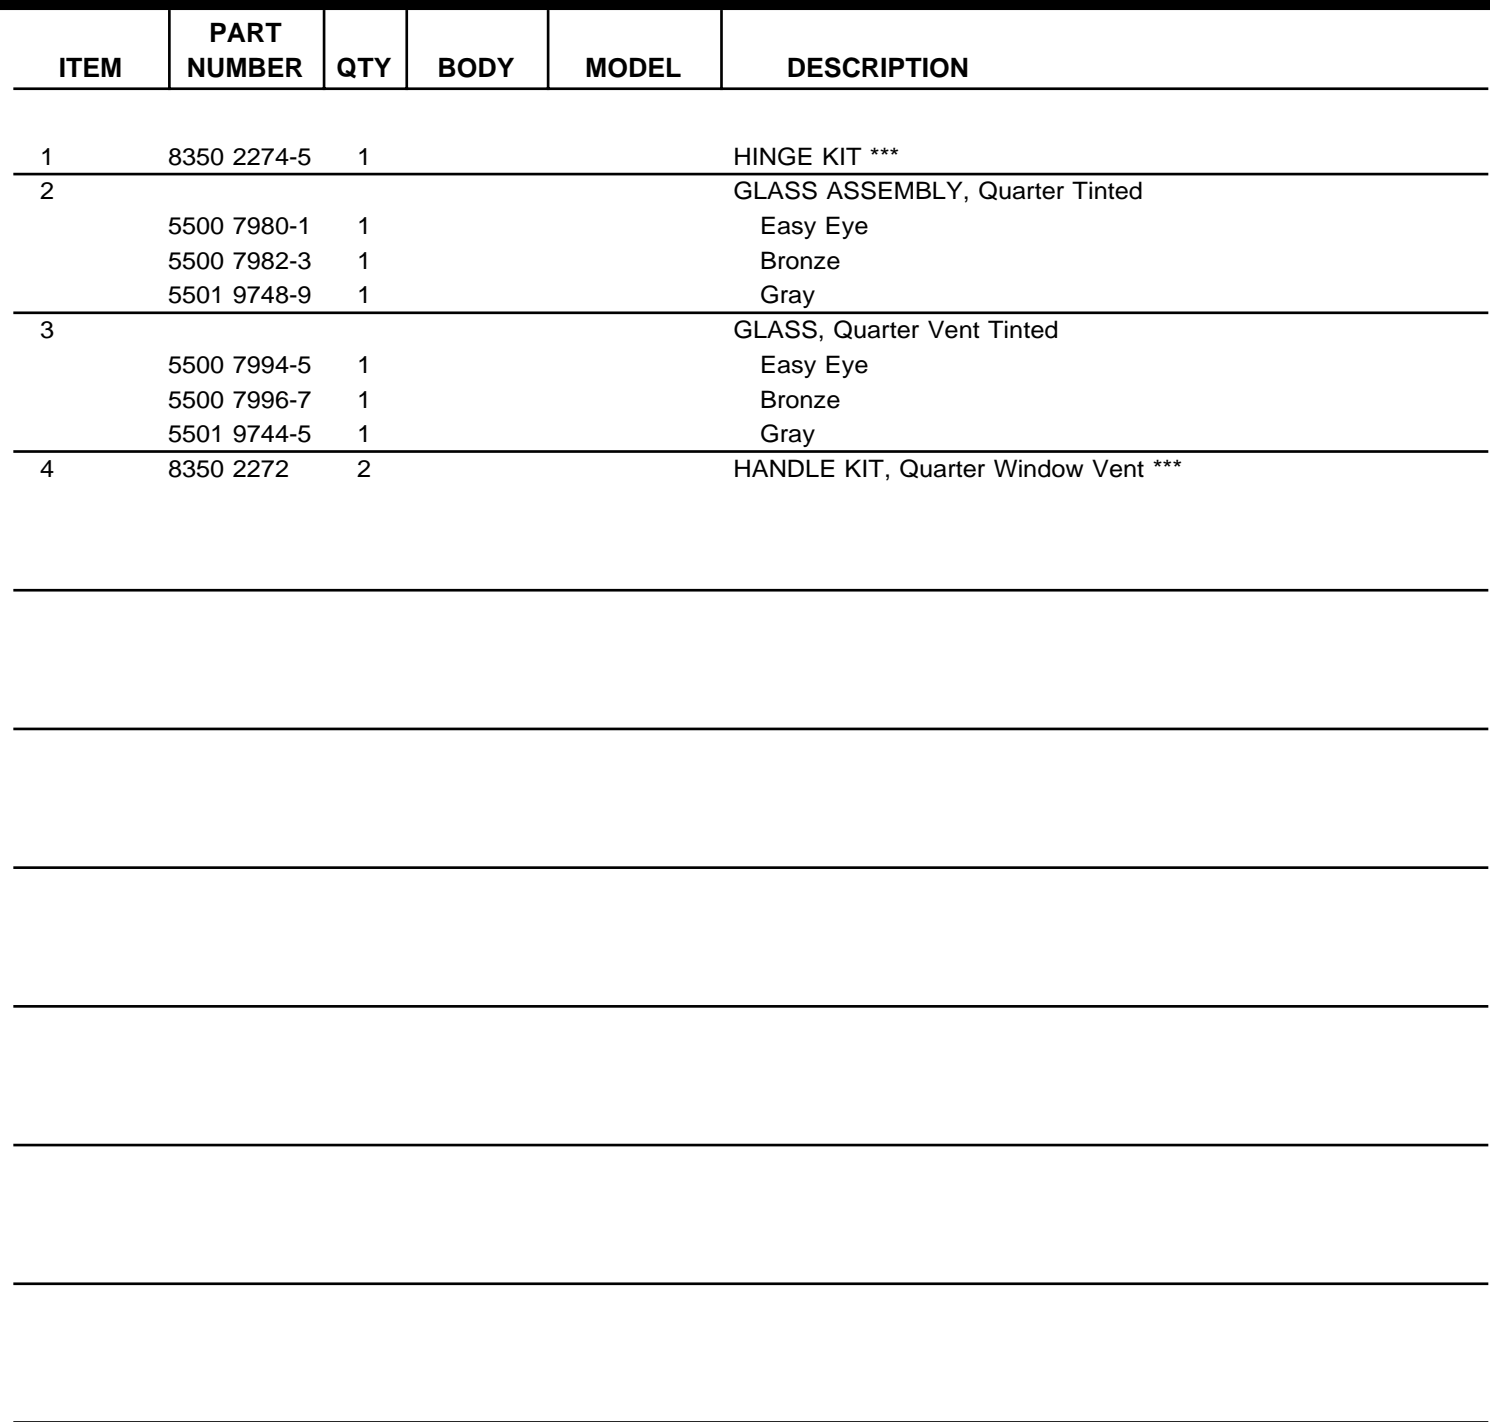 PART
ITEM NUMBER QTY BODY MODEL DESCRIPTION
1 8350 2274-5 1 HINGE KIT ***
2 GLASS ASSEMBLY, Quarter Tinted
5500 7980-1 1 Easy Eye
5500 7982-3 1 Bronze
5501 9748-9 1 Gray
3 GLASS, Quarter Vent Tinted
5500 7994-5 1 Easy Eye
5500 7996-7 1 Bronze
5501 9744-5 1 Gray
4 8350 2272 2 HANDLE KIT, Quarter Window Vent ***